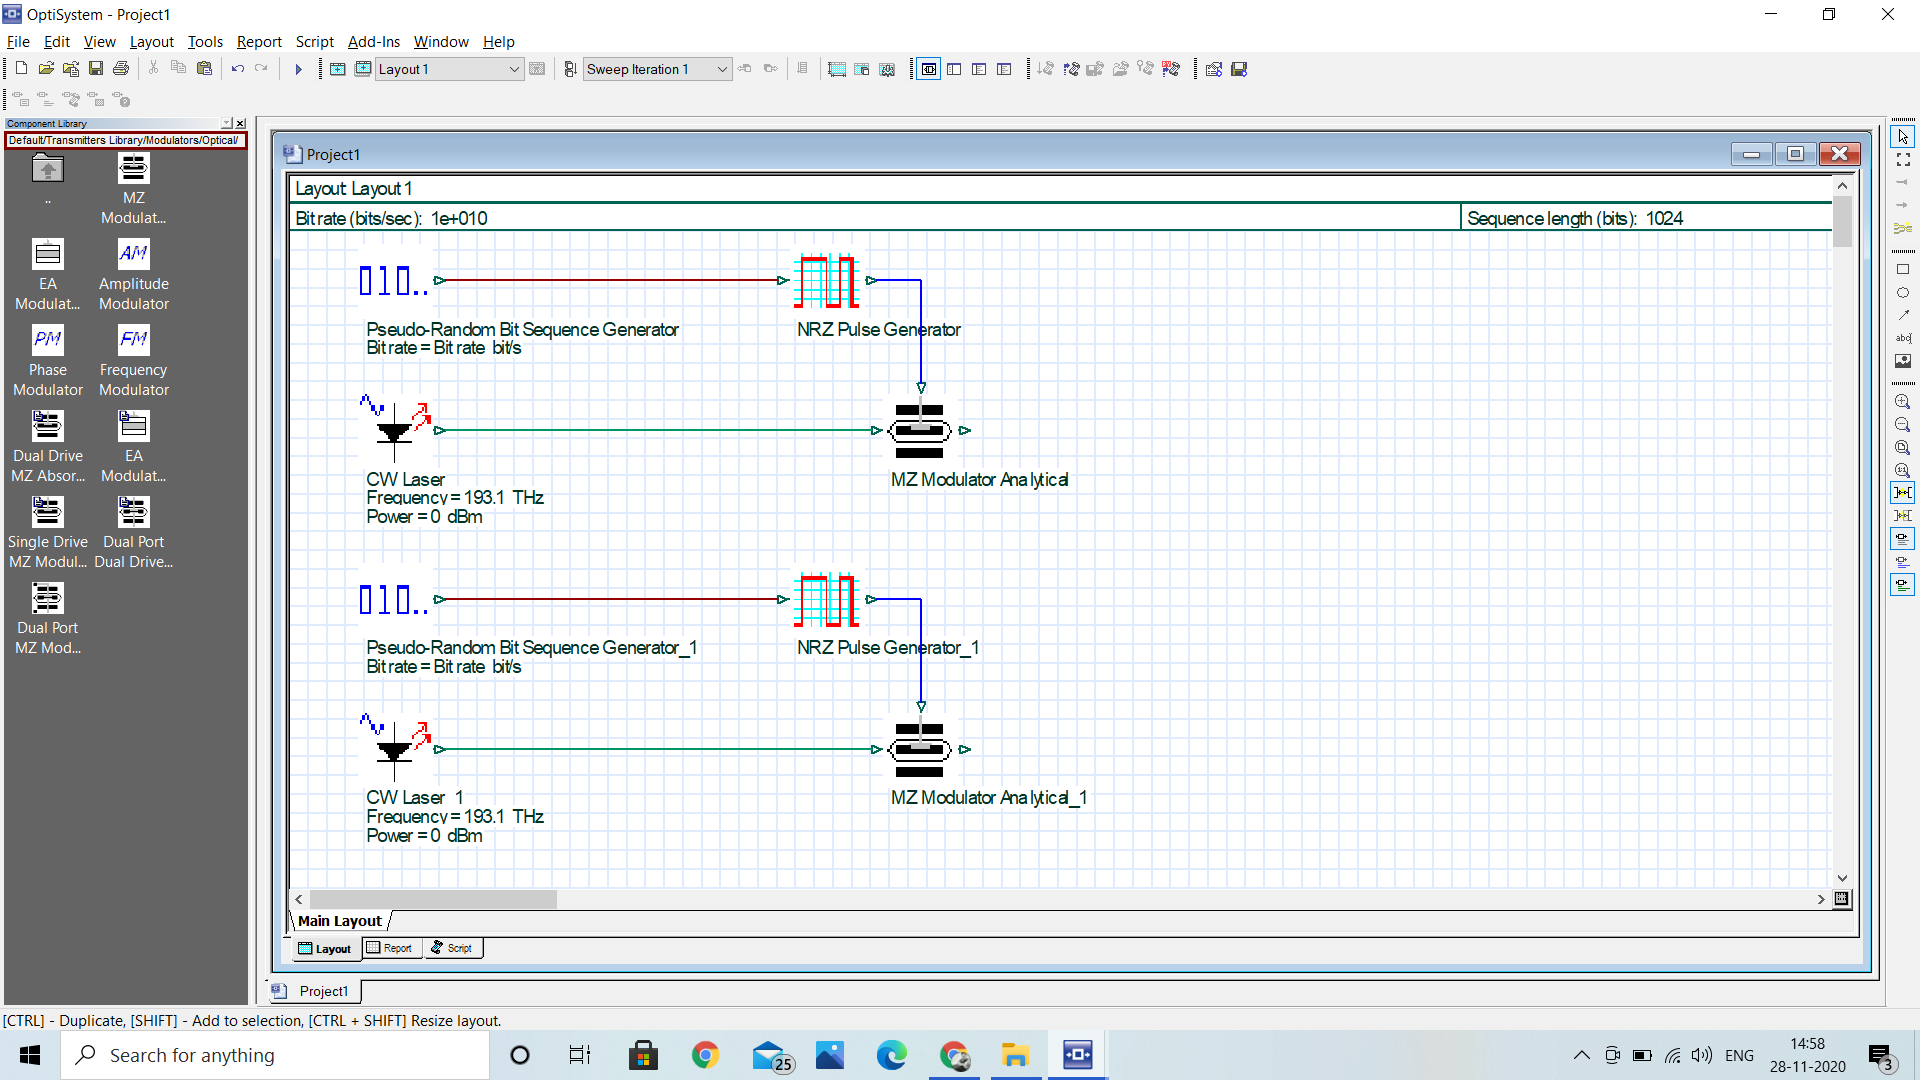 OptiSystem - Project1
File Edit View Layout Tools Report Script Add-Ins Window Help
Layout 1
Sweep Iteration 1
Component Library
Default/Transmitters Library/Modulators/Optical/
..
MZ Modulat...
EA Modulat...
AM
Amplitude Modulator
PM
Phase Modulator
FM
Frequency Modulator
Dual Drive MZ Absor...
EA Modulat...
Single Drive MZ Modul...
Dual Port Dual Drive...
Dual Port MZ Mod...
Project1
Layout: Layout 1
Bit rate (bits/sec): 1e+010
Sequence length (bits): 1024
010..
Pseudo-Random Bit Sequence Generator
Bit rate = Bit rate bit/s
NRZ Pulse Generator
CW Laser
Frequency = 193.1 THz
Power = 0 dBm
MZ Modulator Analytical
010..
Pseudo-Random Bit Sequence Generator_1
Bit rate = Bit rate bit/s
NRZ Pulse Generator_1
CW Laser_1
Frequency = 193.1 THz
Power = 0 dBm
MZ Modulator Analytical_1
Main Layout
Layout Report Script
Project1
[CTRL] - Duplicate, [SHIFT] - Add to selection, [CTRL + SHIFT] Resize layout.
Search for anything
25
ENG
14:58
28-11-2020
3